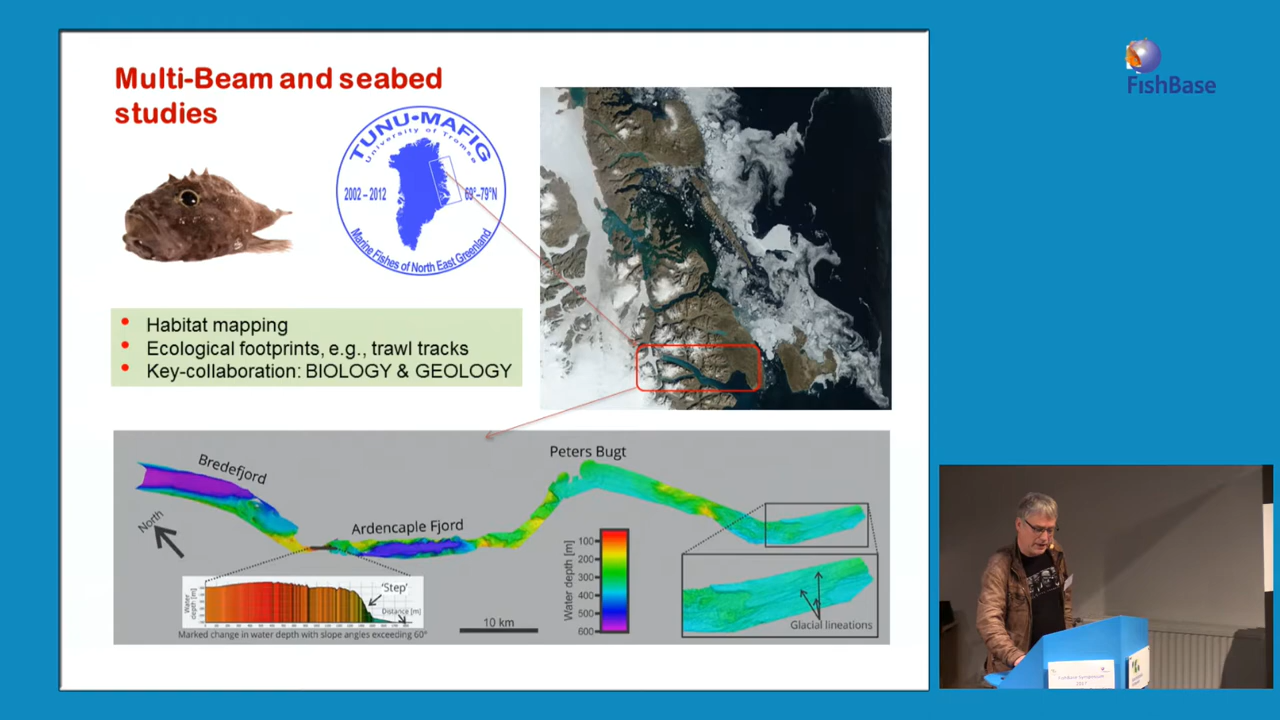 Multi-Beam and seabed
studies
FishBase
TUNU•MAFIG
University of Tromsø
2002 – 2012
69°–79°N
Marine Fishes of North East Greenland
• Habitat mapping
• Ecological footprints, e.g., trawl tracks
• Key-collaboration: BIOLOGY & GEOLOGY
Bredefjord
Peters Bugt
North
Ardencaple Fjord
100
200
300
400
500
600
Water depth [m]
Water
depth [m]
'Step'
Distance [m]
Marked change in water depth with slope angles exceeding 60°
10 km
Glacial lineations
FishBase Symposium
2017